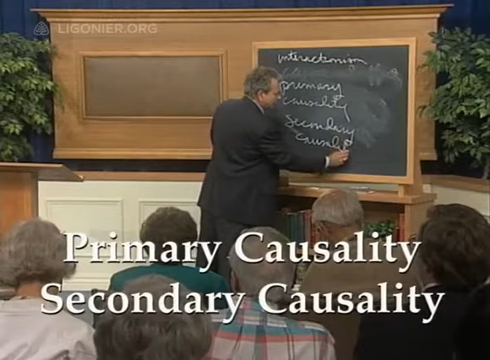 LIGONIER.ORG
interactionism
primary
causality
Secondary
Primary Causality
Secondary Causality